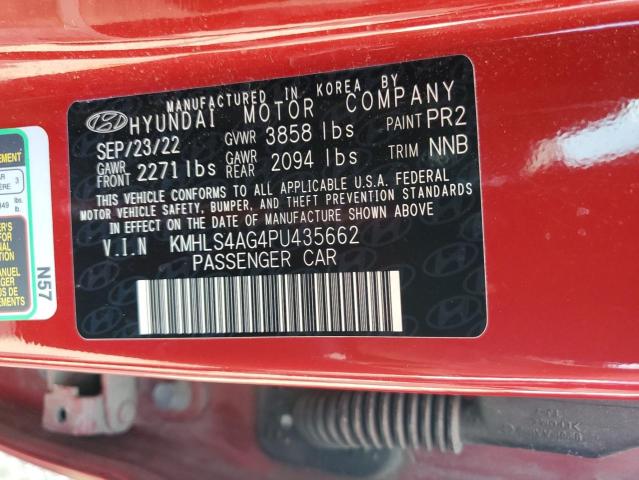 MANUFACTURED IN KOREA BY
HYUNDAI MOTOR COMPANY
SEP/23/22 GVWR 3858 lbs PAINT PR2
GAWR FRONT 2271 lbs GAWR REAR 2094 lbs TRIM NNB
THIS VEHICLE CONFORMS TO ALL APPLICABLE U.S.A. FEDERAL
MOTOR VEHICLE SAFETY, BUMPER, AND THEFT PREVENTION
STANDARDS IN EFFECT ON THE DATE OF MANUFACTURE SHOWN ABOVE
V.I.N KMHLS4AG4PU435662
PASSENGER CAR
N57